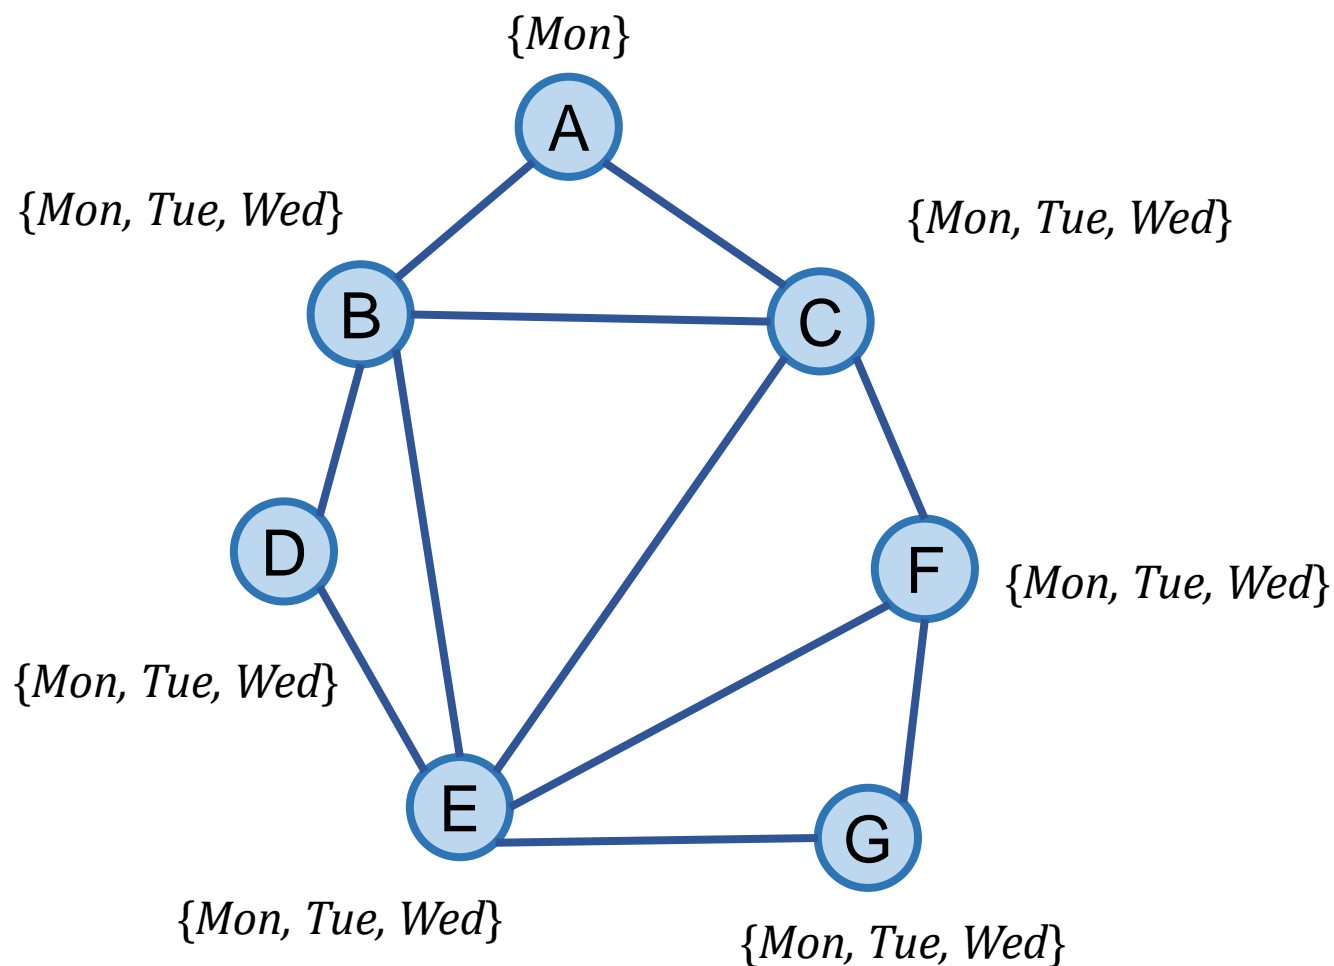 {Mon}
A
{Mon, Tue, Wed}
{Mon, Tue, Wed}
B
C
D
F
{Mon, Tue, Wed}
{Mon, Tue, Wed}
E
G
{Mon, Tue, Wed}
{Mon, Tue, Wed}